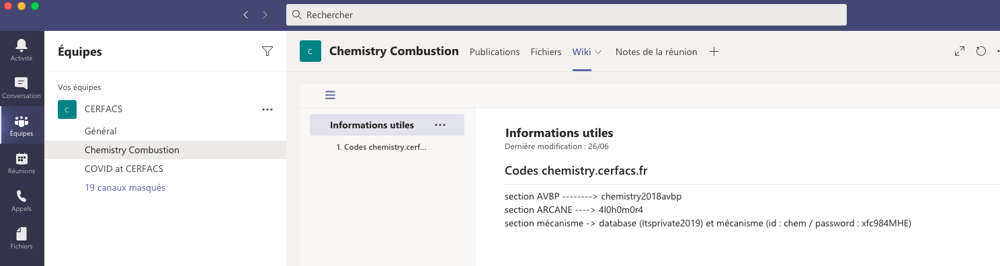 Rechercher
Activité
Conversation
Équipes
Réunions
Appels
Fichiers
Équipes
Vos équipes
C CERFACS
Général
Chemistry Combustion
COVID at CERFACS
19 canaux masqués
C Chemistry Combustion Publications Fichiers Wiki Notes de la réunion
Informations utiles
1. Codes chemistry.cerf...
Informations utiles
Dernière modification : 26/06
Codes chemistry.cerfacs.fr
section AVBP --------> chemistry2018avbp
section ARCANE ----> 4l0h0m0r4
section mécanisme -> database (Itsprivate2019) et mécanisme (id : chem / password : xfc984MHE)